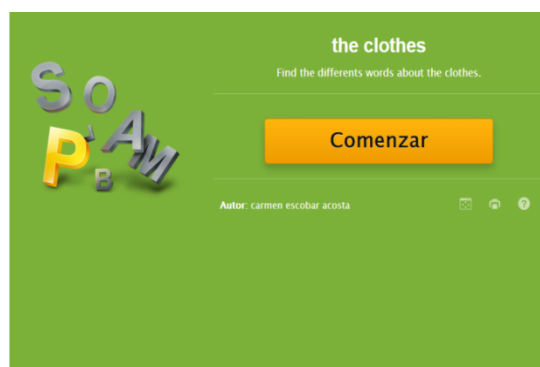 the clothes
Find the differents words about the clothes.
S O A M
P B
Comenzar
Autor: carmen escobar acosta
?